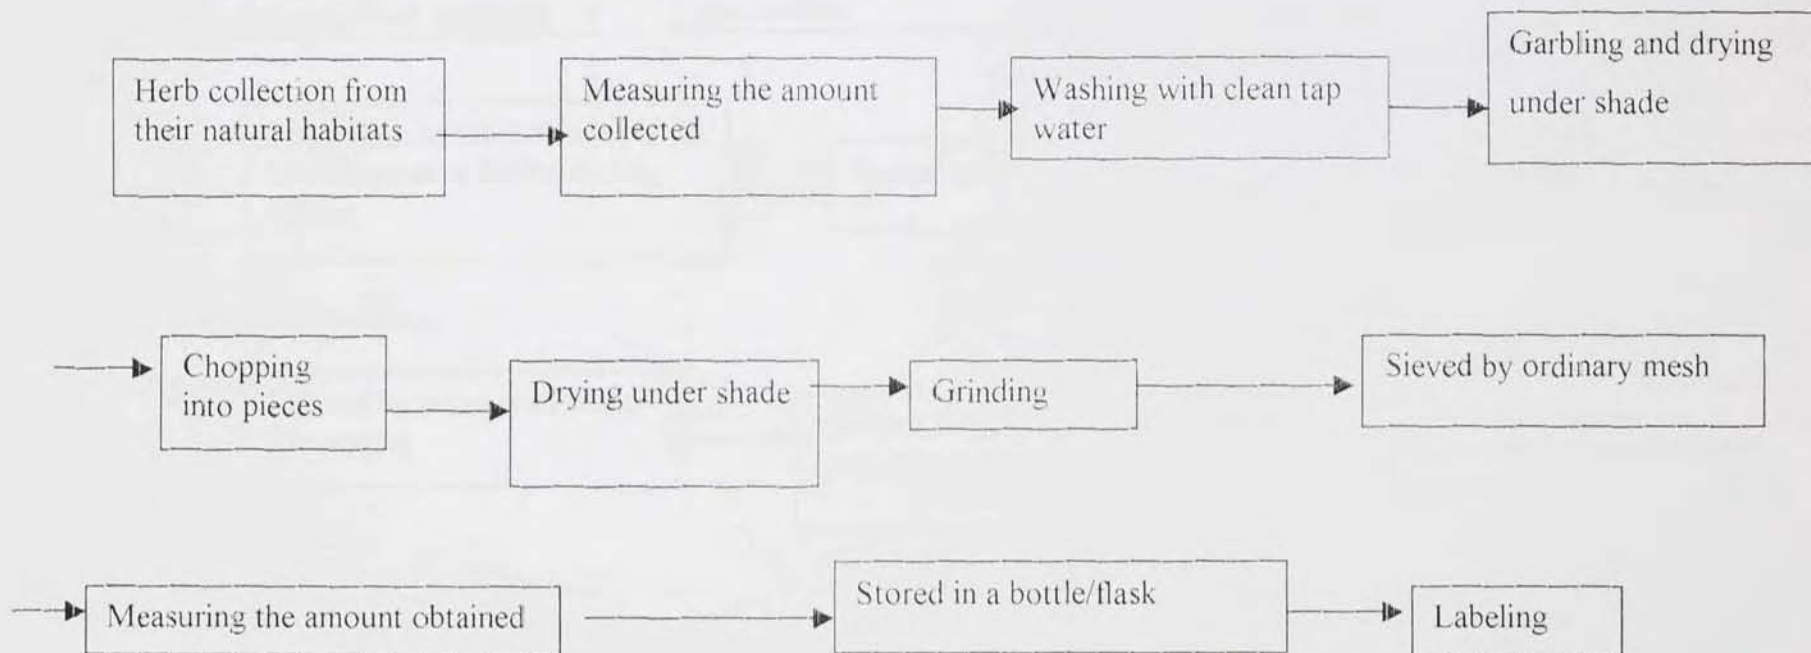 Herb collection from
their natural habitats
Measuring the amount
collected
Washing with clean tap
water
Garbling and drying
under shade
Chopping
into pieces
Drying under shade
Grinding
Sieved by ordinary mesh
Measuring the amount obtained
Stored in a bottle/flask
Labeling